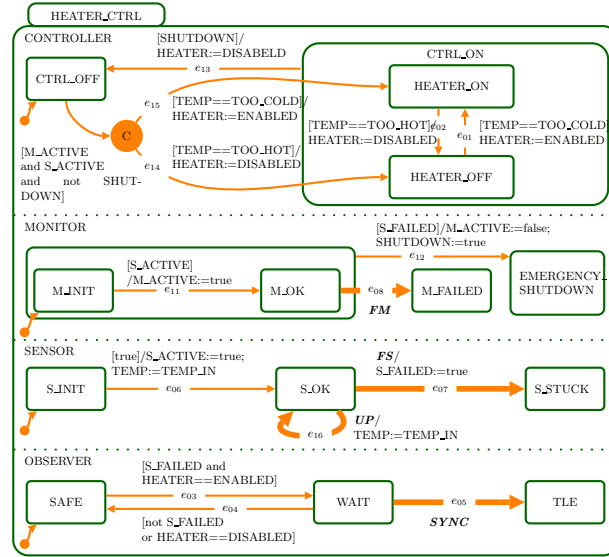 HEATER_CTRL
CONTROLLER
[SHUTDOWN]/
HEATER:=DISABELD
e13
CTRL_ON
CTRL_OFF
HEATER_ON
e15
[TEMP==TOO_COLD]/
HEATER:=ENABLED
C
[TEMP==TOO_HOT]/
HEATER:=DISABLED
e02
e01
[TEMP==TOO_COLD]/
HEATER:=ENABLED
[TEMP==TOO_HOT]/
HEATER:=DISABLED
e14
[M_ACTIVE
and S_ACTIVE
and not SHUT-
DOWN]
HEATER_OFF
MONITOR
[S_FAILED]/M_ACTIVE:=false;
SHUTDOWN:=true
e12
[S_ACTIVE]
/M_ACTIVE:=true
M_INIT
e11
M_OK
e08
FM
M_FAILED
EMERGENCY_
SHUTDOWN
SENSOR
[true]/S_ACTIVE:=true;
TEMP:=TEMP_IN
FS/
S_FAILED:=true
S_INIT
e06
S_OK
e07
S_STUCK
UP/
TEMP:=TEMP_IN
e16
OBSERVER
[S_FAILED and
HEATER==ENABLED]
SAFE
e03
e04
WAIT
e05
TLE
[not S_FAILED
or HEATER==DISABLED]
SYNC